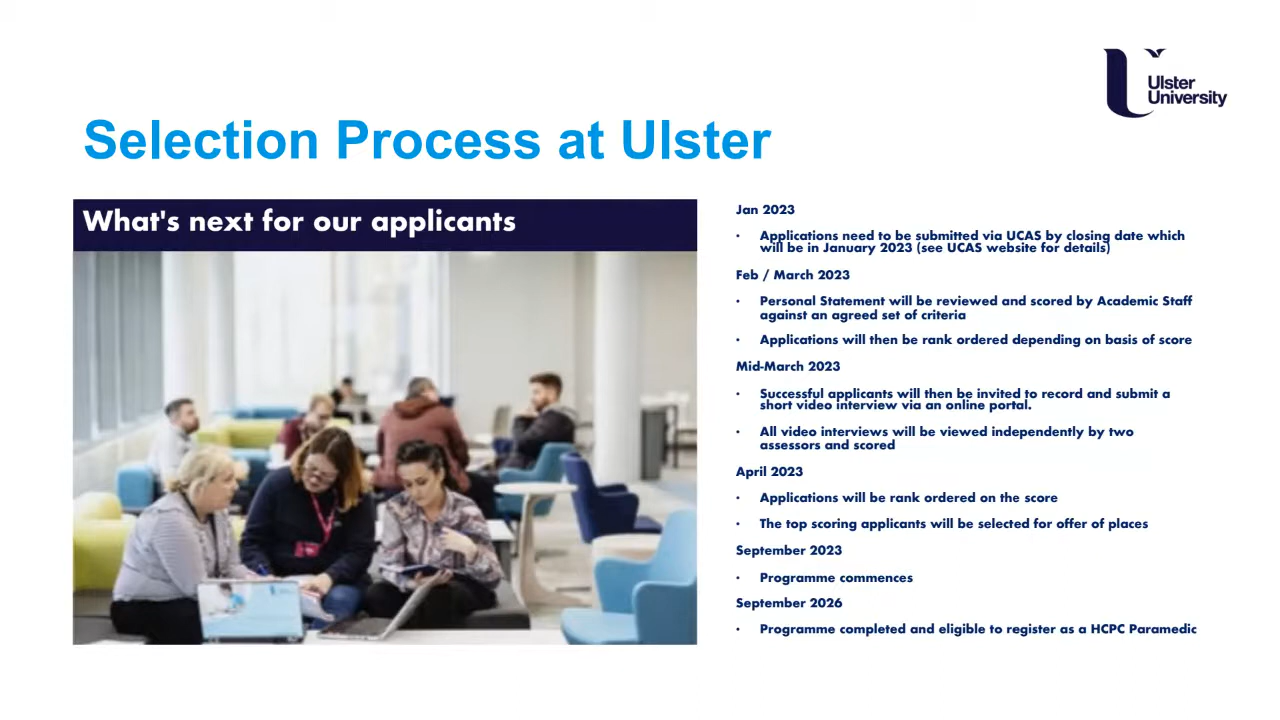 Ulster
University
Selection Process at Ulster
What's next for our applicants
Jan 2023
• Applications need to be submitted via UCAS by closing date which
will be in January 2023 (see UCAS website for details)
Feb / March 2023
• Personal Statement will be reviewed and scored by Academic Staff
against an agreed set of criteria
• Applications will then be rank ordered depending on basis of score
Mid-March 2023
• Successful applicants will then be invited to record and submit a
short video interview via an online portal.
• All video interviews will be viewed independently by two
assessors and scored
April 2023
• Applications will be rank ordered on the score
• The top scoring applicants will be selected for offer of places
September 2023
• Programme commences
September 2026
• Programme completed and eligible to register as a HCPC Paramedic